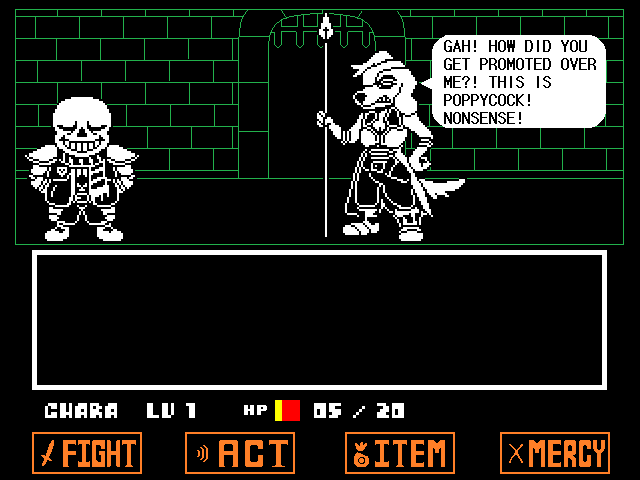 GAH! HOW DID YOU
GET PROMOTED OVER
ME?! THIS IS
POPPYCOCK!
NONSENSE!
CHARA LV 1 HP 05 / 20
FIGHT ACT ITEM MERCY